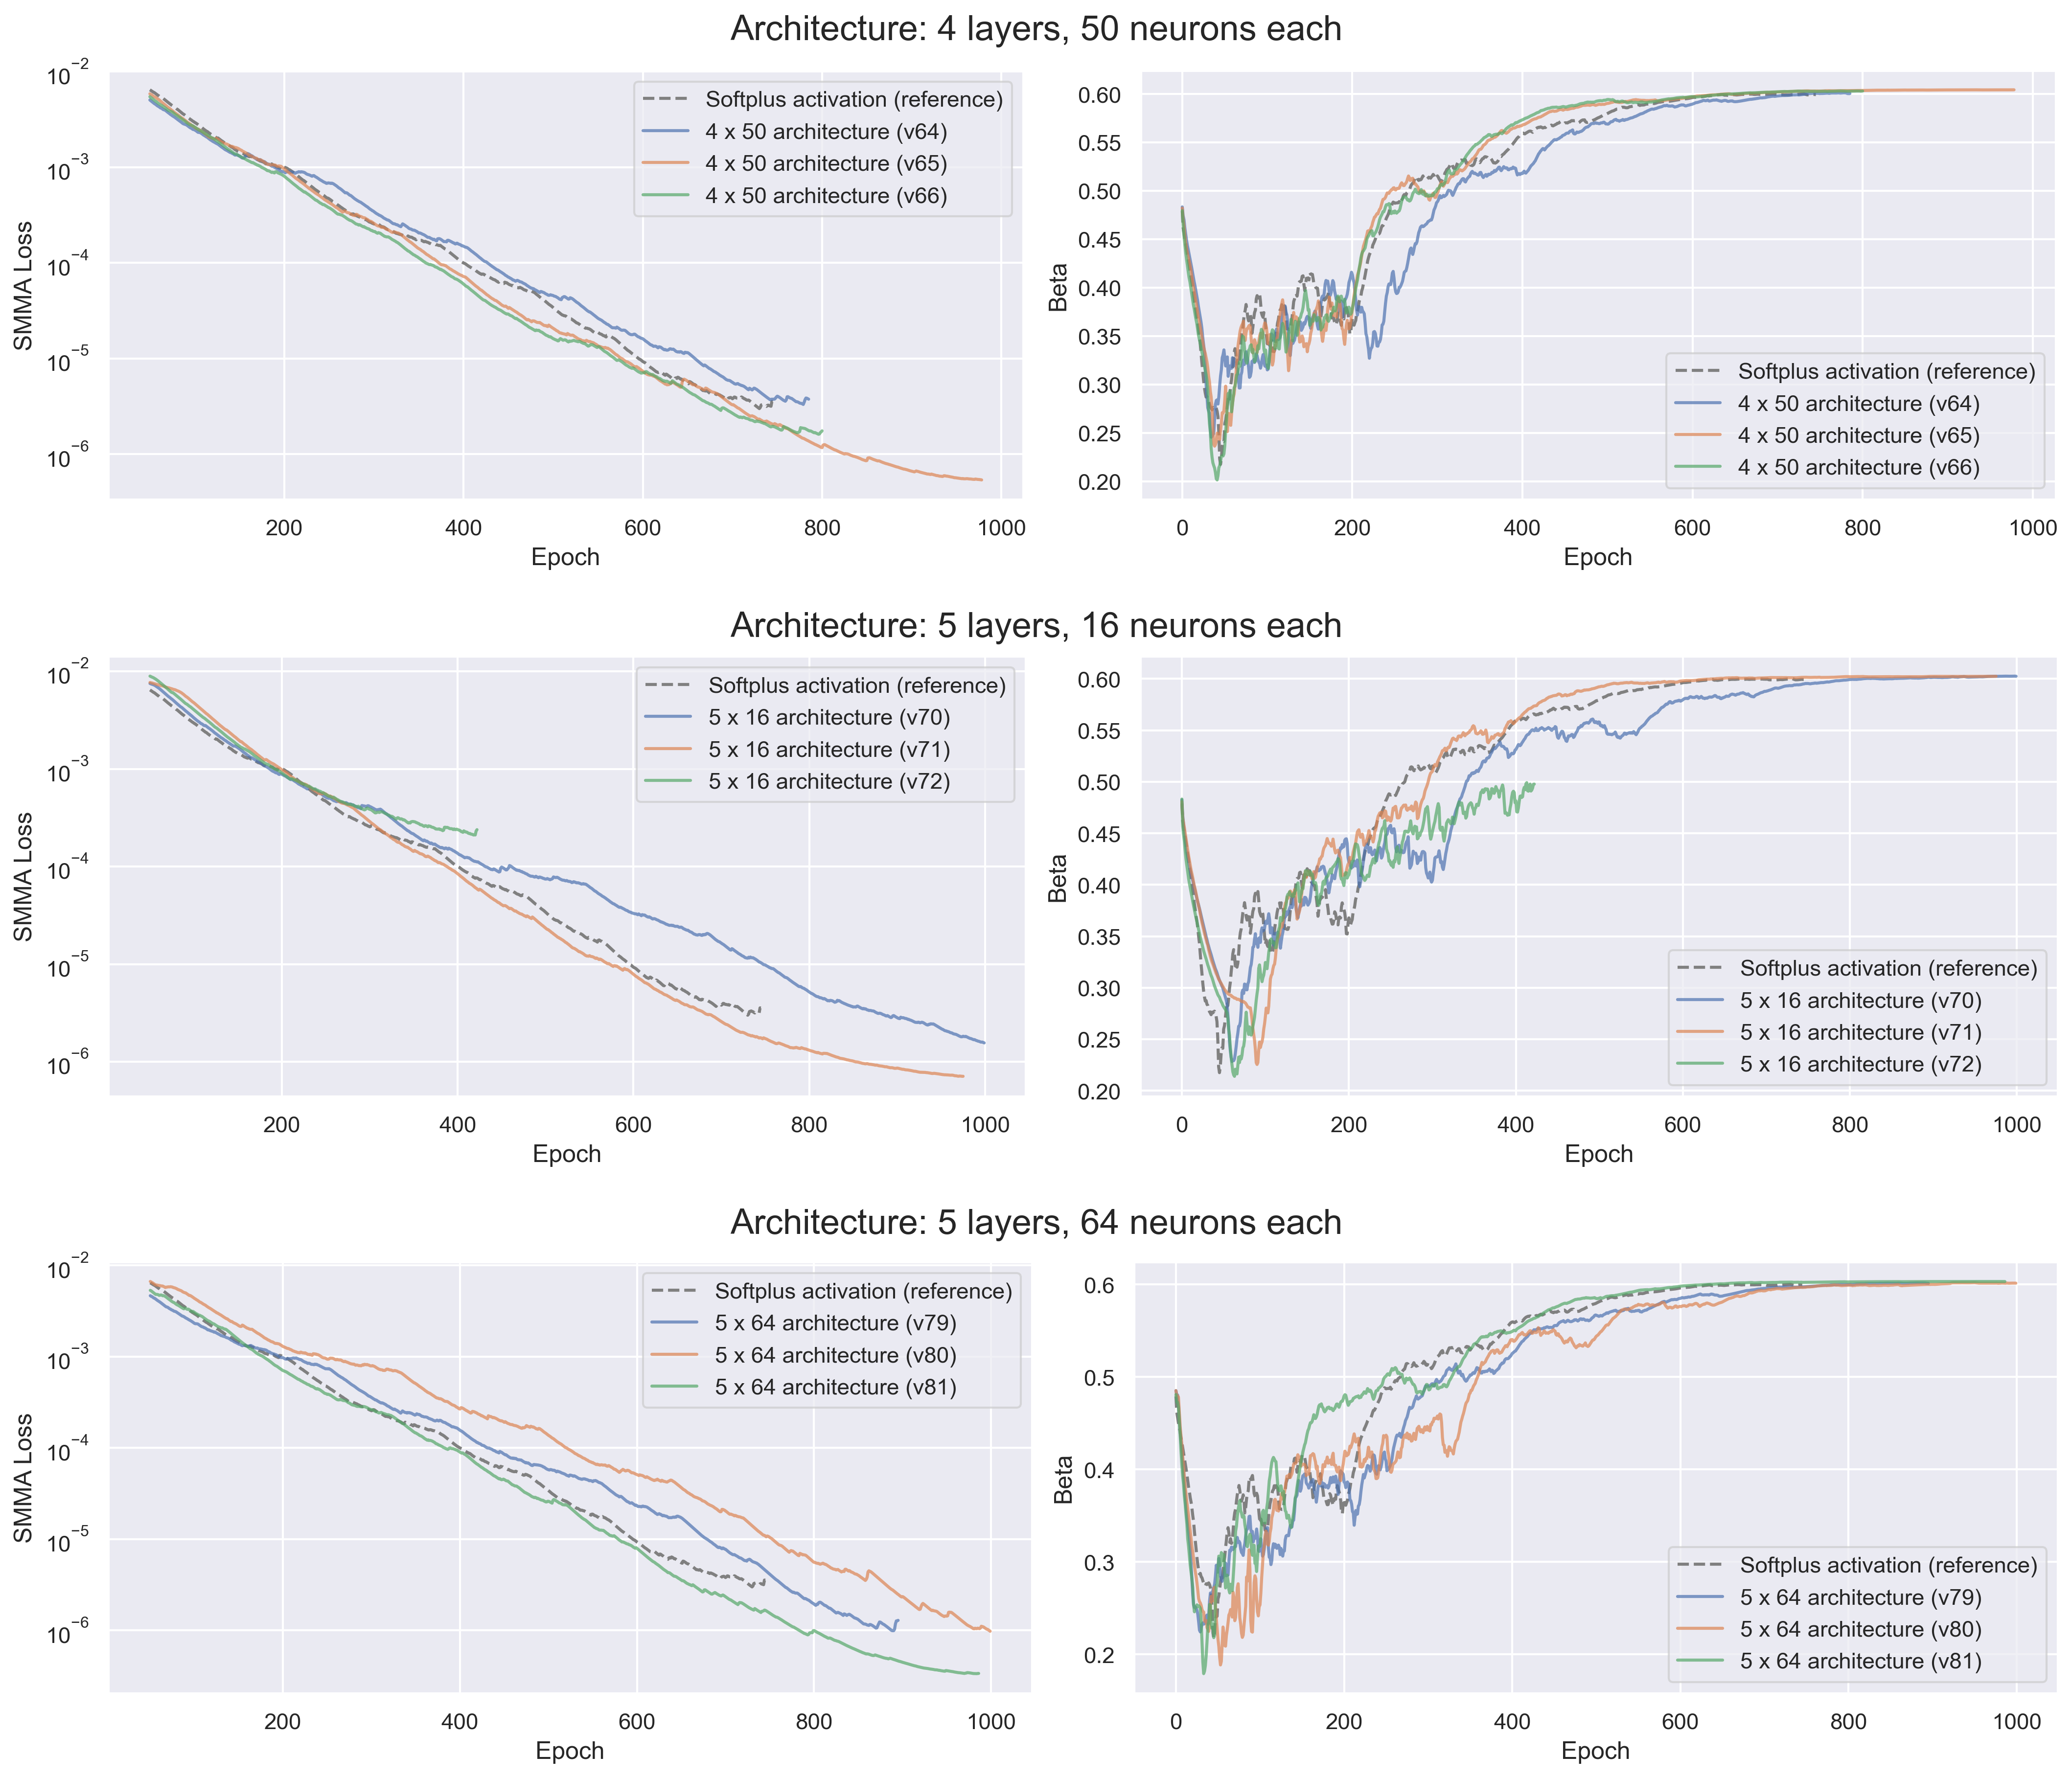 Architecture: 4 layers, 50 neurons each
10⁻²
10⁻³
10⁻⁴
10⁻⁵
10⁻⁶
SMMA Loss
200 400 600 800 1000
Epoch
Softplus activation (reference)
4 x 50 architecture (v64)
4 x 50 architecture (v65)
4 x 50 architecture (v66)
0.60
0.55
0.50
0.45
0.40
0.35
0.30
0.25
0.20
Beta
0 200 400 600 800 1000
Epoch
Softplus activation (reference)
4 x 50 architecture (v64)
4 x 50 architecture (v65)
4 x 50 architecture (v66)
Architecture: 5 layers, 16 neurons each
10⁻²
10⁻³
10⁻⁴
10⁻⁵
10⁻⁶
SMMA Loss
200 400 600 800 1000
Epoch
Softplus activation (reference)
5 x 16 architecture (v70)
5 x 16 architecture (v71)
5 x 16 architecture (v72)
0.60
0.55
0.50
0.45
0.40
0.35
0.30
0.25
0.20
Beta
0 200 400 600 800 1000
Epoch
Softplus activation (reference)
5 x 16 architecture (v70)
5 x 16 architecture (v71)
5 x 16 architecture (v72)
Architecture: 5 layers, 64 neurons each
10⁻²
10⁻³
10⁻⁴
10⁻⁵
10⁻⁶
SMMA Loss
200 400 600 800 1000
Epoch
Softplus activation (reference)
5 x 64 architecture (v79)
5 x 64 architecture (v80)
5 x 64 architecture (v81)
0.6
0.5
0.4
0.3
0.2
Beta
0 200 400 600 800 1000
Epoch
Softplus activation (reference)
5 x 64 architecture (v79)
5 x 64 architecture (v80)
5 x 64 architecture (v81)